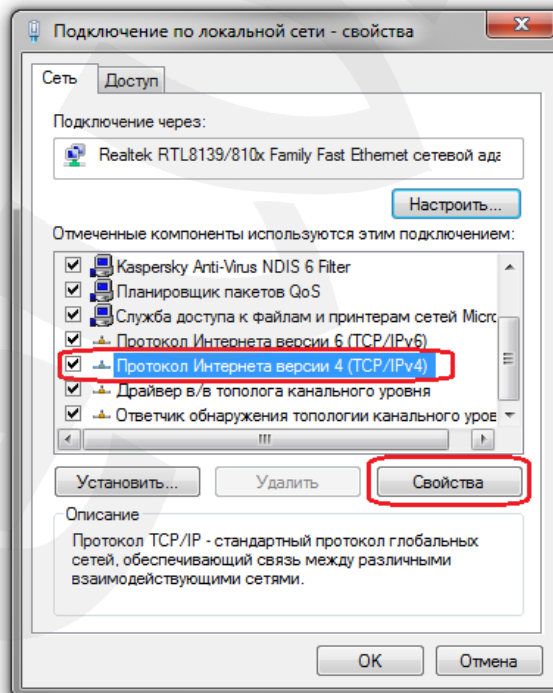 Подключение по локальной сети - свойства
Сеть
Доступ
Подключение через:
Realtek RTL8139/810x Family Fast Ethernet сетевой ада
Настроить...
Отмеченные компоненты используются этим подключением:
Kaspersky Anti-Virus NDIS 6 Filter
Планировщик пакетов QoS
Служба доступа к файлам и принтерам сетей Micro
Протокол Интернета версии 6 (TCP/IPv6)
Протокол Интернета версии 4 (TCP/IPv4)
Драйвер в/в тополога канального уровня
Ответчик обнаружения топологии канального уров
Установить...
Удалить
Свойства
Описание
Протокол TCP/IP - стандартный протокол глобальных
сетей, обеспечивающий связь между различными
взаимодействующими сетями.
OK
Отмена